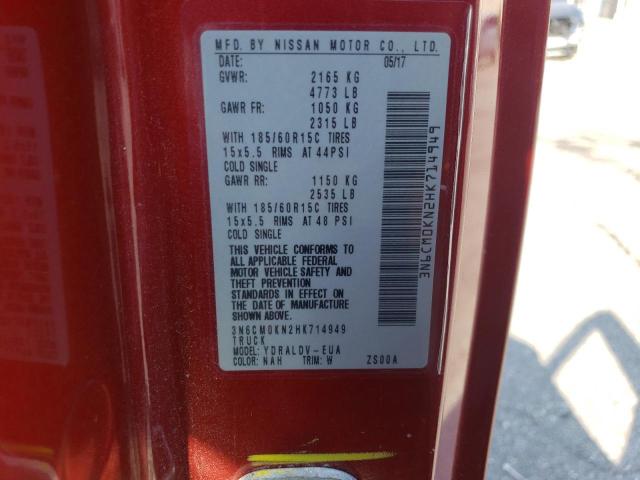 MFD. BY NISSAN MOTOR CO., LTD.
DATE: 05/17
GVWR: 2165 KG
4773 LB
GAWR FR: 1050 KG
2315 LB
WITH 185/60R15C TIRES
15x5.5 RIMS AT 44PSI
COLD SINGLE
GAWR RR: 1150 KG
2535 LB
WITH 185/60R15C TIRES
15x5.5 RIMS AT 48 PSI
COLD SINGLE
THIS VEHICLE CONFORMS TO
ALL APPLICABLE FEDERAL
MOTOR VEHICLE SAFETY AND
THEFT PREVENTION
STANDARDS IN EFFECT ON
THE DATE OF MANUFACTURE
SHOWN ABOVE.
3N6CM0KN2HK714949
TRUCK
MODEL: YDRALDV-EUA
COLOR: NAH TRIM: W ZS00A
3N6CM0KN2HK714949